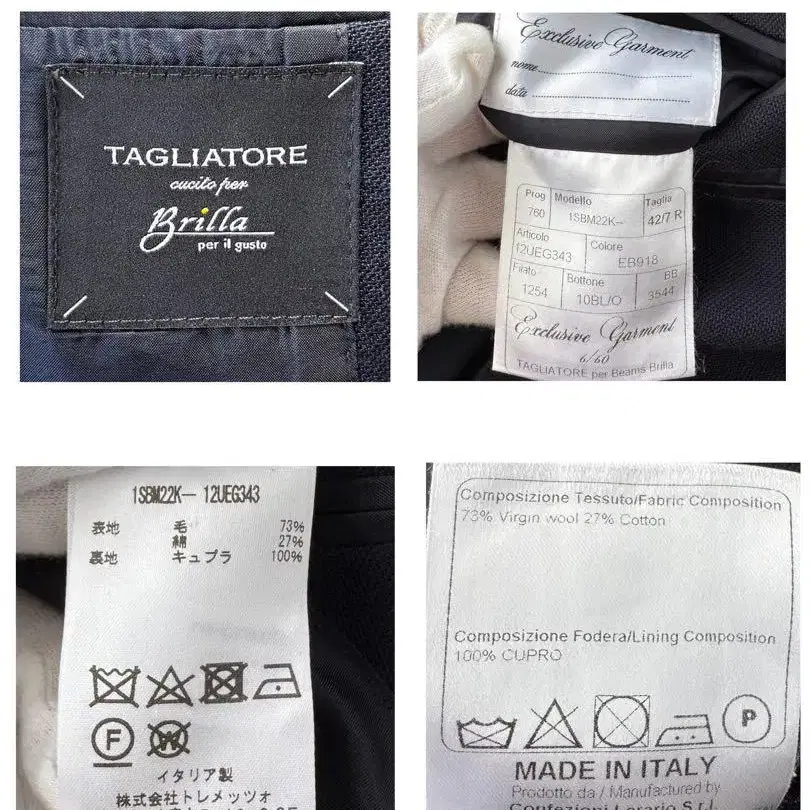 TAGLIATORE
cucito per
Brilla
per il gusto
Exclusive Garment
nome
data
Prog Modello Taglia
760 1SBM22K-- 42/7 R
Articolo Colore
12UEG343 EB918
Filato Bottone BB
1254 10BL/O 3544
Exclusive Garment
6/60
TAGLIATORE per Beams Brilla
1SBM22K-- 12UEG343
表地 毛 73%
綿 27%
裏地 キュプラ 100%
F W
イタリア製
株式会社トレメッツォ
Composizione Tessuto/Fabric Composition
73% Virgin wool 27% Cotton
Composizione Fodera/Lining Composition
100% CUPRO
P
MADE IN ITALY
Prodotto da / Manufactured by
Confezioni Lerario S.r.